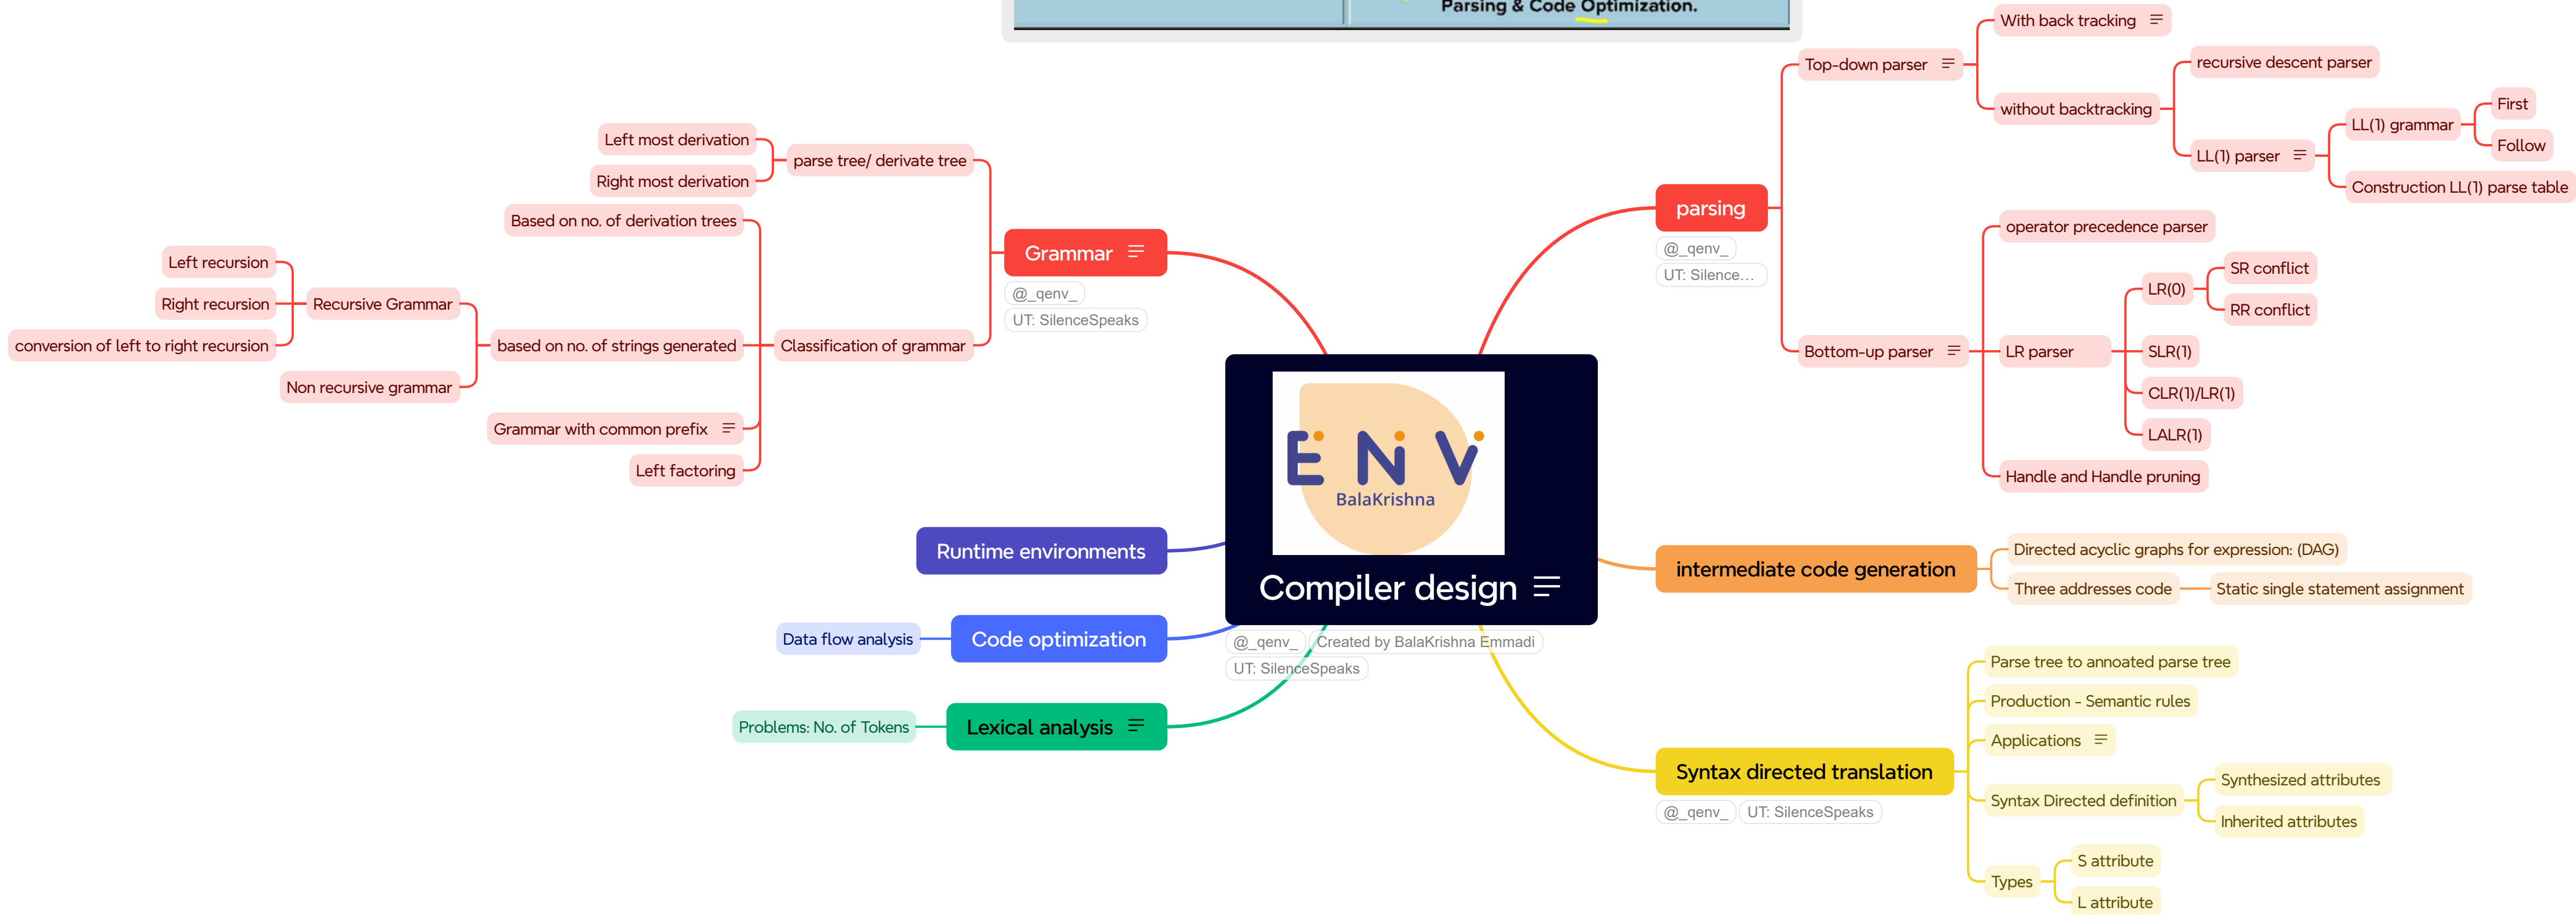 Parsing & Code Optimization.
Left most derivation
Right most derivation
parse tree/ derivate tree
Based on no. of derivation trees
Left recursion
Right recursion
conversion of left to right recursion
Recursive Grammar
Non recursive grammar
based on no. of strings generated
Grammar with common prefix
Left factoring
Classification of grammar
Grammar
@_qenv_
UT: SilenceSpeaks
Runtime environments
Data flow analysis
Code optimization
Problems: No. of Tokens
Lexical analysis
ENV
BalaKrishna
Compiler design
@_qenv_
Created by BalaKrishna Emmadi
UT: SilenceSpeaks
parsing
@_qenv_
UT: Silence...
Top-down parser
With back tracking
without backtracking
recursive descent parser
LL(1) parser
LL(1) grammar
First
Follow
Construction LL(1) parse table
Bottom-up parser
operator precedence parser
LR parser
LR(0)
SR conflict
RR conflict
SLR(1)
CLR(1)/LR(1)
LALR(1)
Handle and Handle pruning
intermediate code generation
Directed acyclic graphs for expression: (DAG)
Three addresses code
Static single statement assignment
Syntax directed translation
@_qenv_
UT: SilenceSpeaks
Parse tree to annoated parse tree
Production - Semantic rules
Applications
Syntax Directed definition
Synthesized attributes
Inherited attributes
Types
S attribute
L attribute